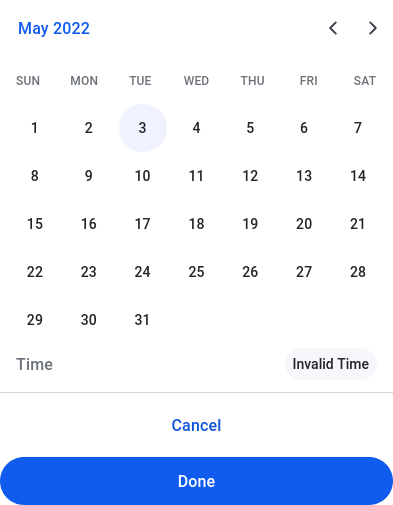 May 2022
SUN MON TUE WED THU FRI SAT
1 2 3 4 5 6 7
8 9 10 11 12 13 14
15 16 17 18 19 20 21
22 23 24 25 26 27 28
29 30 31
Time Invalid Time
Cancel
Done